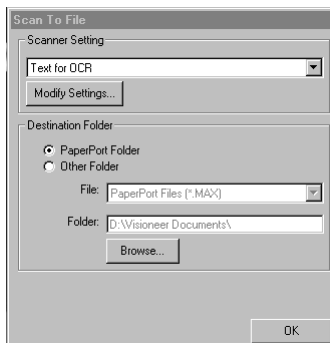 Scan To File
Scanner Setting
Text for OCR
Modify Settings...
Destination Folder
PaperPort Folder
Other Folder
File: PaperPort Files (*.MAX)
Folder: D:\Visioneer Documents\
Browse...
OK